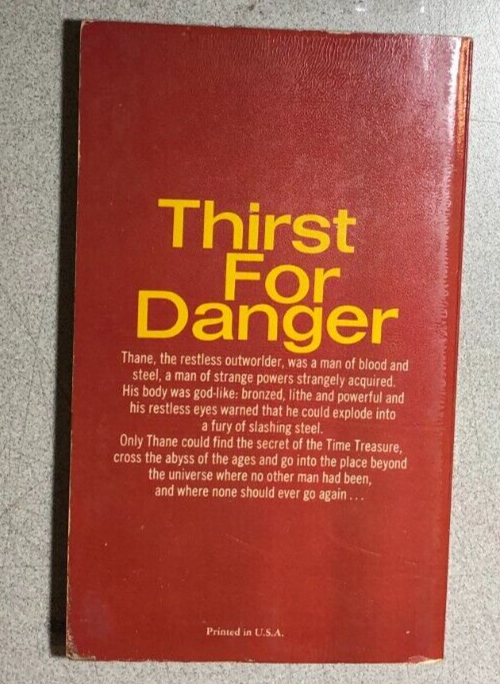 Thirst
For
Danger
Thane, the restless outworlder, was a man of blood and
steel, a man of strange powers strangely acquired.
His body was god-like: bronzed, lithe and powerful and
his restless eyes warned that he could explode into
a fury of slashing steel.
Only Thane could find the secret of the Time Treasure,
cross the abyss of the ages and go into the place beyond
the universe where no other man had been,
and where none should ever go again . . .
Printed in U.S.A.